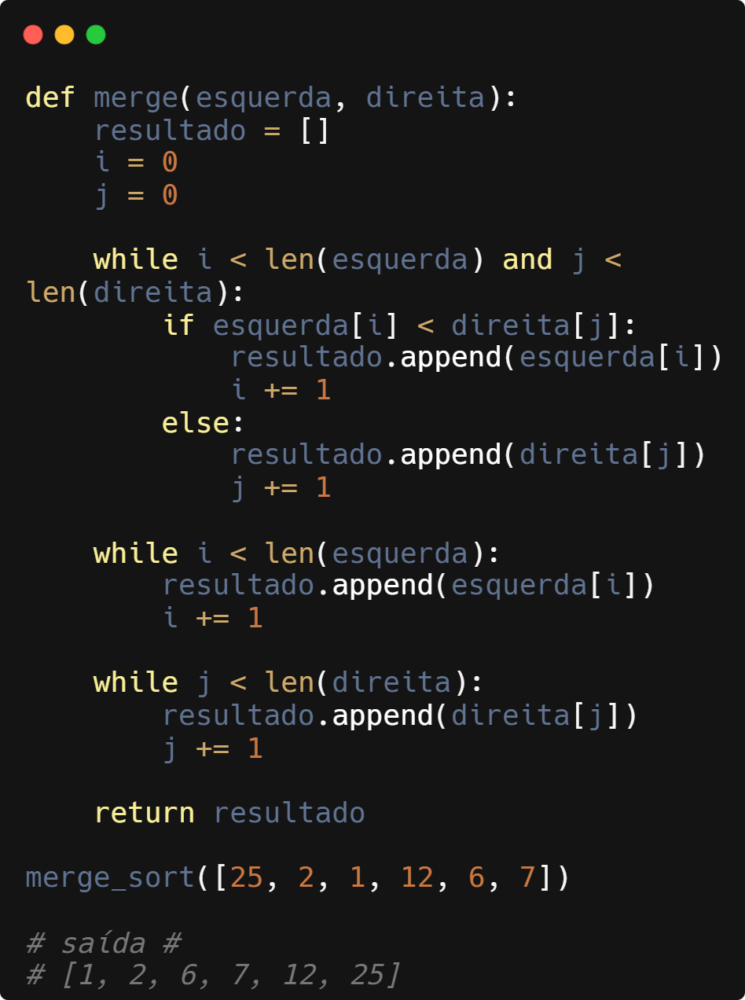 def merge(esquerda, direita):
    resultado = []
    i = 0
    j = 0

    while i < len(esquerda) and j <
len(direita):
        if esquerda[i] < direita[j]:
            resultado.append(esquerda[i])
            i += 1
        else:
            resultado.append(direita[j])
            j += 1

    while i < len(esquerda):
        resultado.append(esquerda[i])
        i += 1

    while j < len(direita):
        resultado.append(direita[j])
        j += 1

    return resultado

merge_sort([25, 2, 1, 12, 6, 7])

# saída #
# [1, 2, 6, 7, 12, 25]